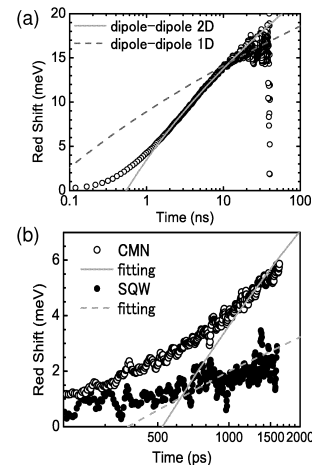 (a)
dipole-dipole 2D
dipole-dipole 1D
20
15
10
5
0
Red Shift (meV)
0.1 1 10 100
Time (ns)
(b)
CMN
fitting
SQW
fitting
6
4
2
0
Red Shift (meV)
500 1000 1500 2000
Time (ps)